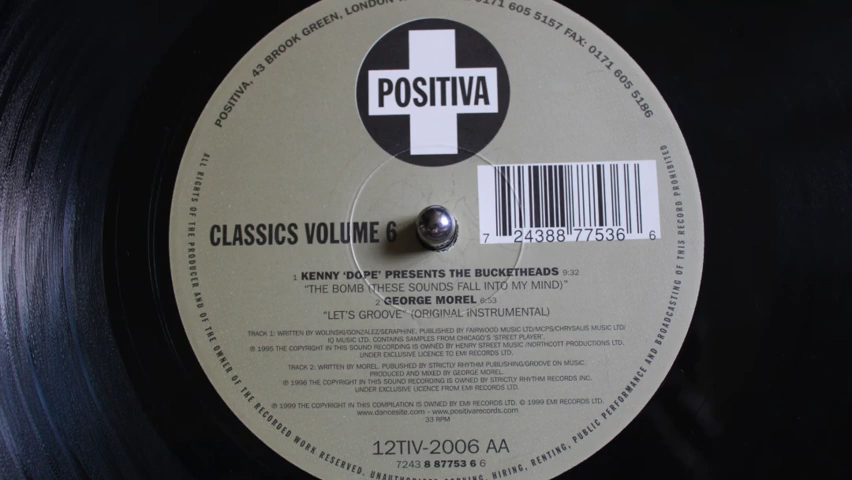 POSITIVA, 43 BROOK GREEN, LONDON
0171 605 5157 FAX: 0171 605 5186
POSITIVA
CLASSICS VOLUME 6
7 24388 77536 6
1 KENNY 'DOPE' PRESENTS THE BUCKETHEADS 9:32
"THE BOMB (THESE SOUNDS FALL INTO MY MIND)"
2 GEORGE MOREL 6:53
"LET'S GROOVE" (ORIGINAL INSTRUMENTAL)
TRACK 1: WRITTEN BY WOLINSKI/GONZALEZ/SERAPHINE. PUBLISHED BY FAIRWOOD MUSIC LTD/MCPS/CHRYSALIS MUSIC LTD/
IQ MUSIC LTD. CONTAINS SAMPLES FROM CHICAGO'S 'STREET PLAYER'.
℗ 1995 THE COPYRIGHT IN THIS SOUND RECORDING IS OWNED BY HENRY STREET MUSIC/NORTHCOTT PRODUCTIONS LTD.
UNDER EXCLUSIVE LICENCE TO EMI RECORDS LTD.
TRACK 2: WRITTEN BY MOREL. PUBLISHED BY STRICTLY RHYTHM PUBLISHING/GROOVE ON MUSIC.
PRODUCED AND MIXED BY GEORGE MOREL.
℗ 1996 THE COPYRIGHT IN THIS SOUND RECORDING IS OWNED BY STRICTLY RHYTHM RECORDS INC.
UNDER EXCLUSIVE LICENCE FROM EMI RECORDS LTD.
℗ 1999 THE COPYRIGHT IN THIS COMPILATION IS OWNED BY EMI RECORDS LTD. © 1999 EMI RECORDS LTD.
www.dancesite.com - www.positivarecords.com
33 RPM
12TIV-2006 AA
7243 8 87753 6 6
ALL RIGHTS OF THE PRODUCER AND OF THE OWNER OF THE RECORDED WORK RESERVED. UNAUTHORISED COPYING, HIRING, RENTING, PUBLIC PERFORMANCE AND BROADCASTING OF THIS RECORD PROHIBITED